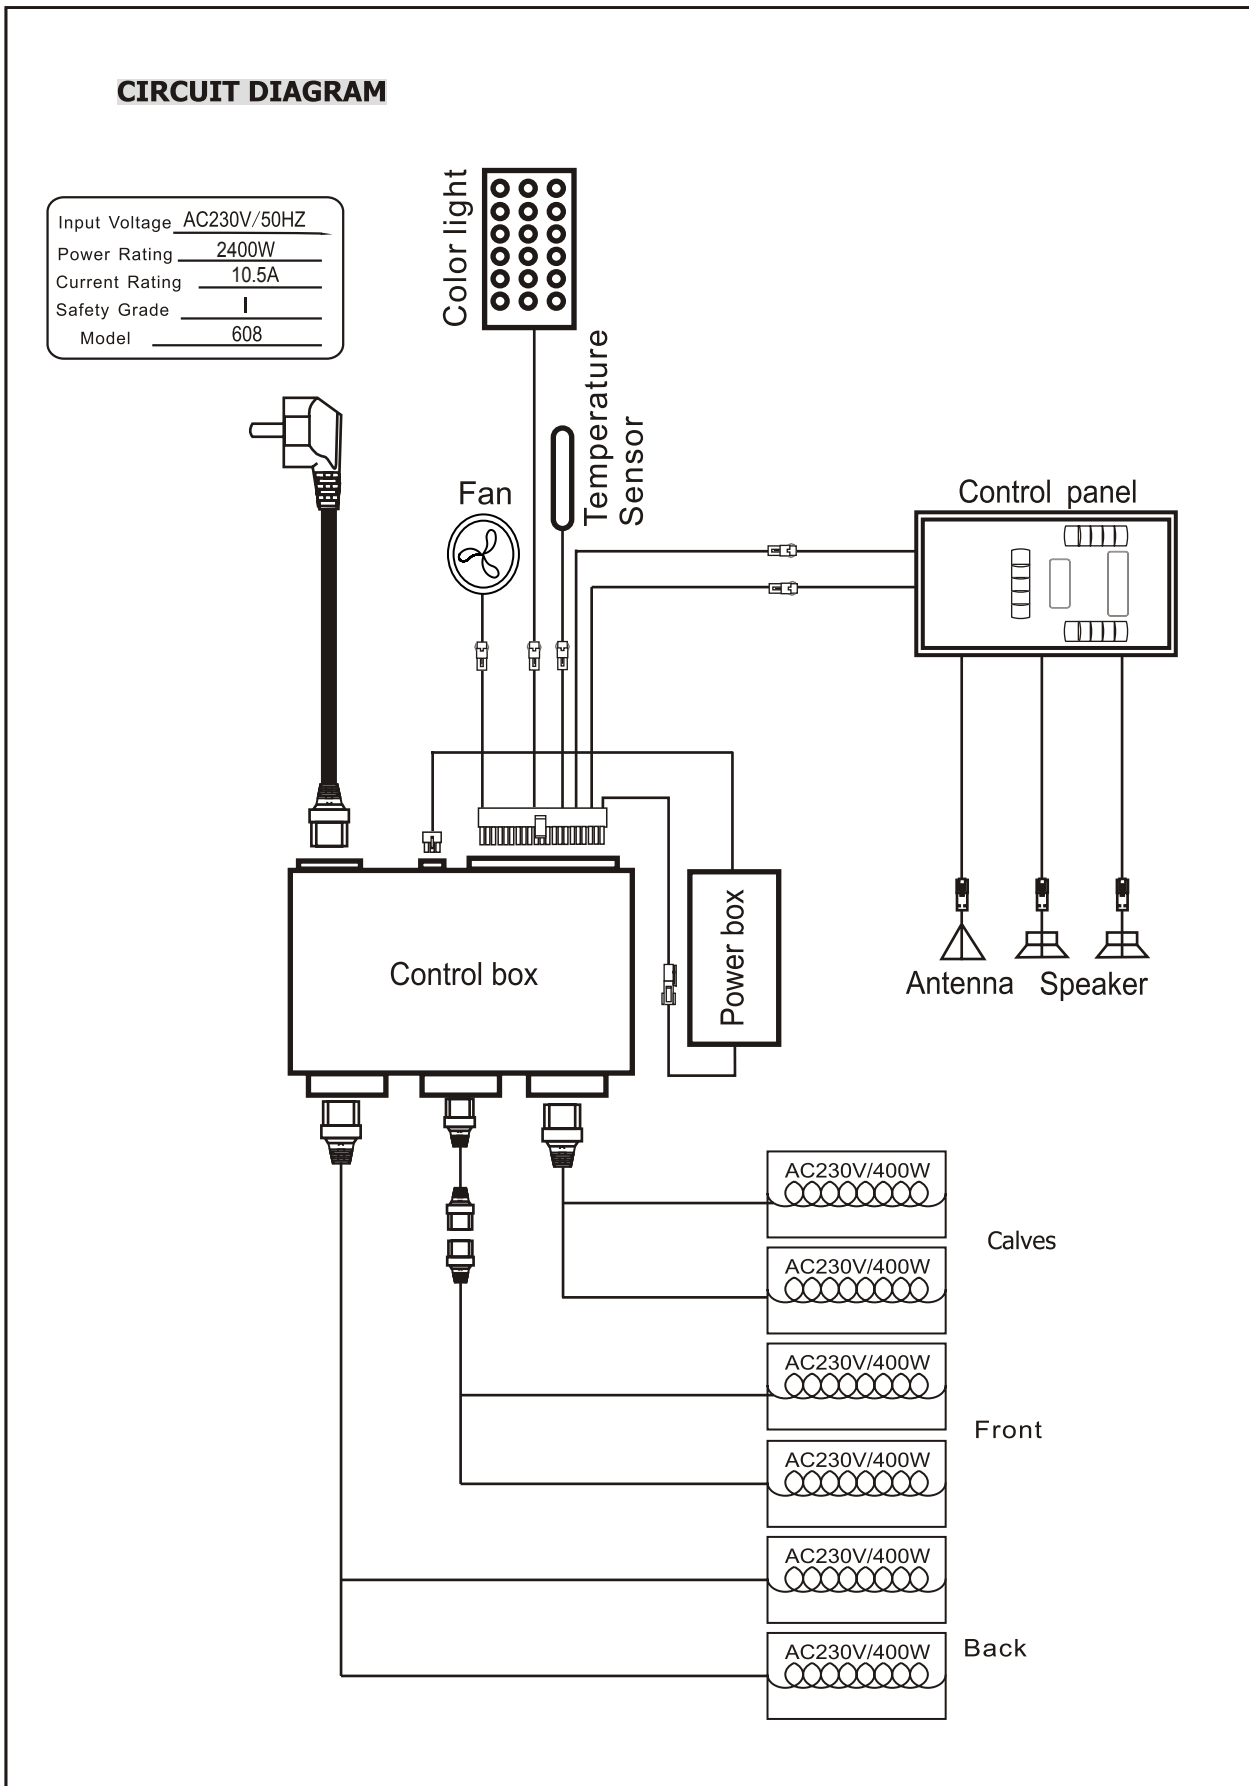 CIRCUIT DIAGRAM
Input Voltage AC230V/50HZ
Power Rating 2400W
Current Rating 10.5A
Safety Grade I
Model 608
Color light
Temperature
Sensor
Fan
Control panel
Control box
Power box
Antenna
Speaker
AC230V/400W
Calves
AC230V/400W
AC230V/400W
Front
AC230V/400W
AC230V/400W
Back
AC230V/400W